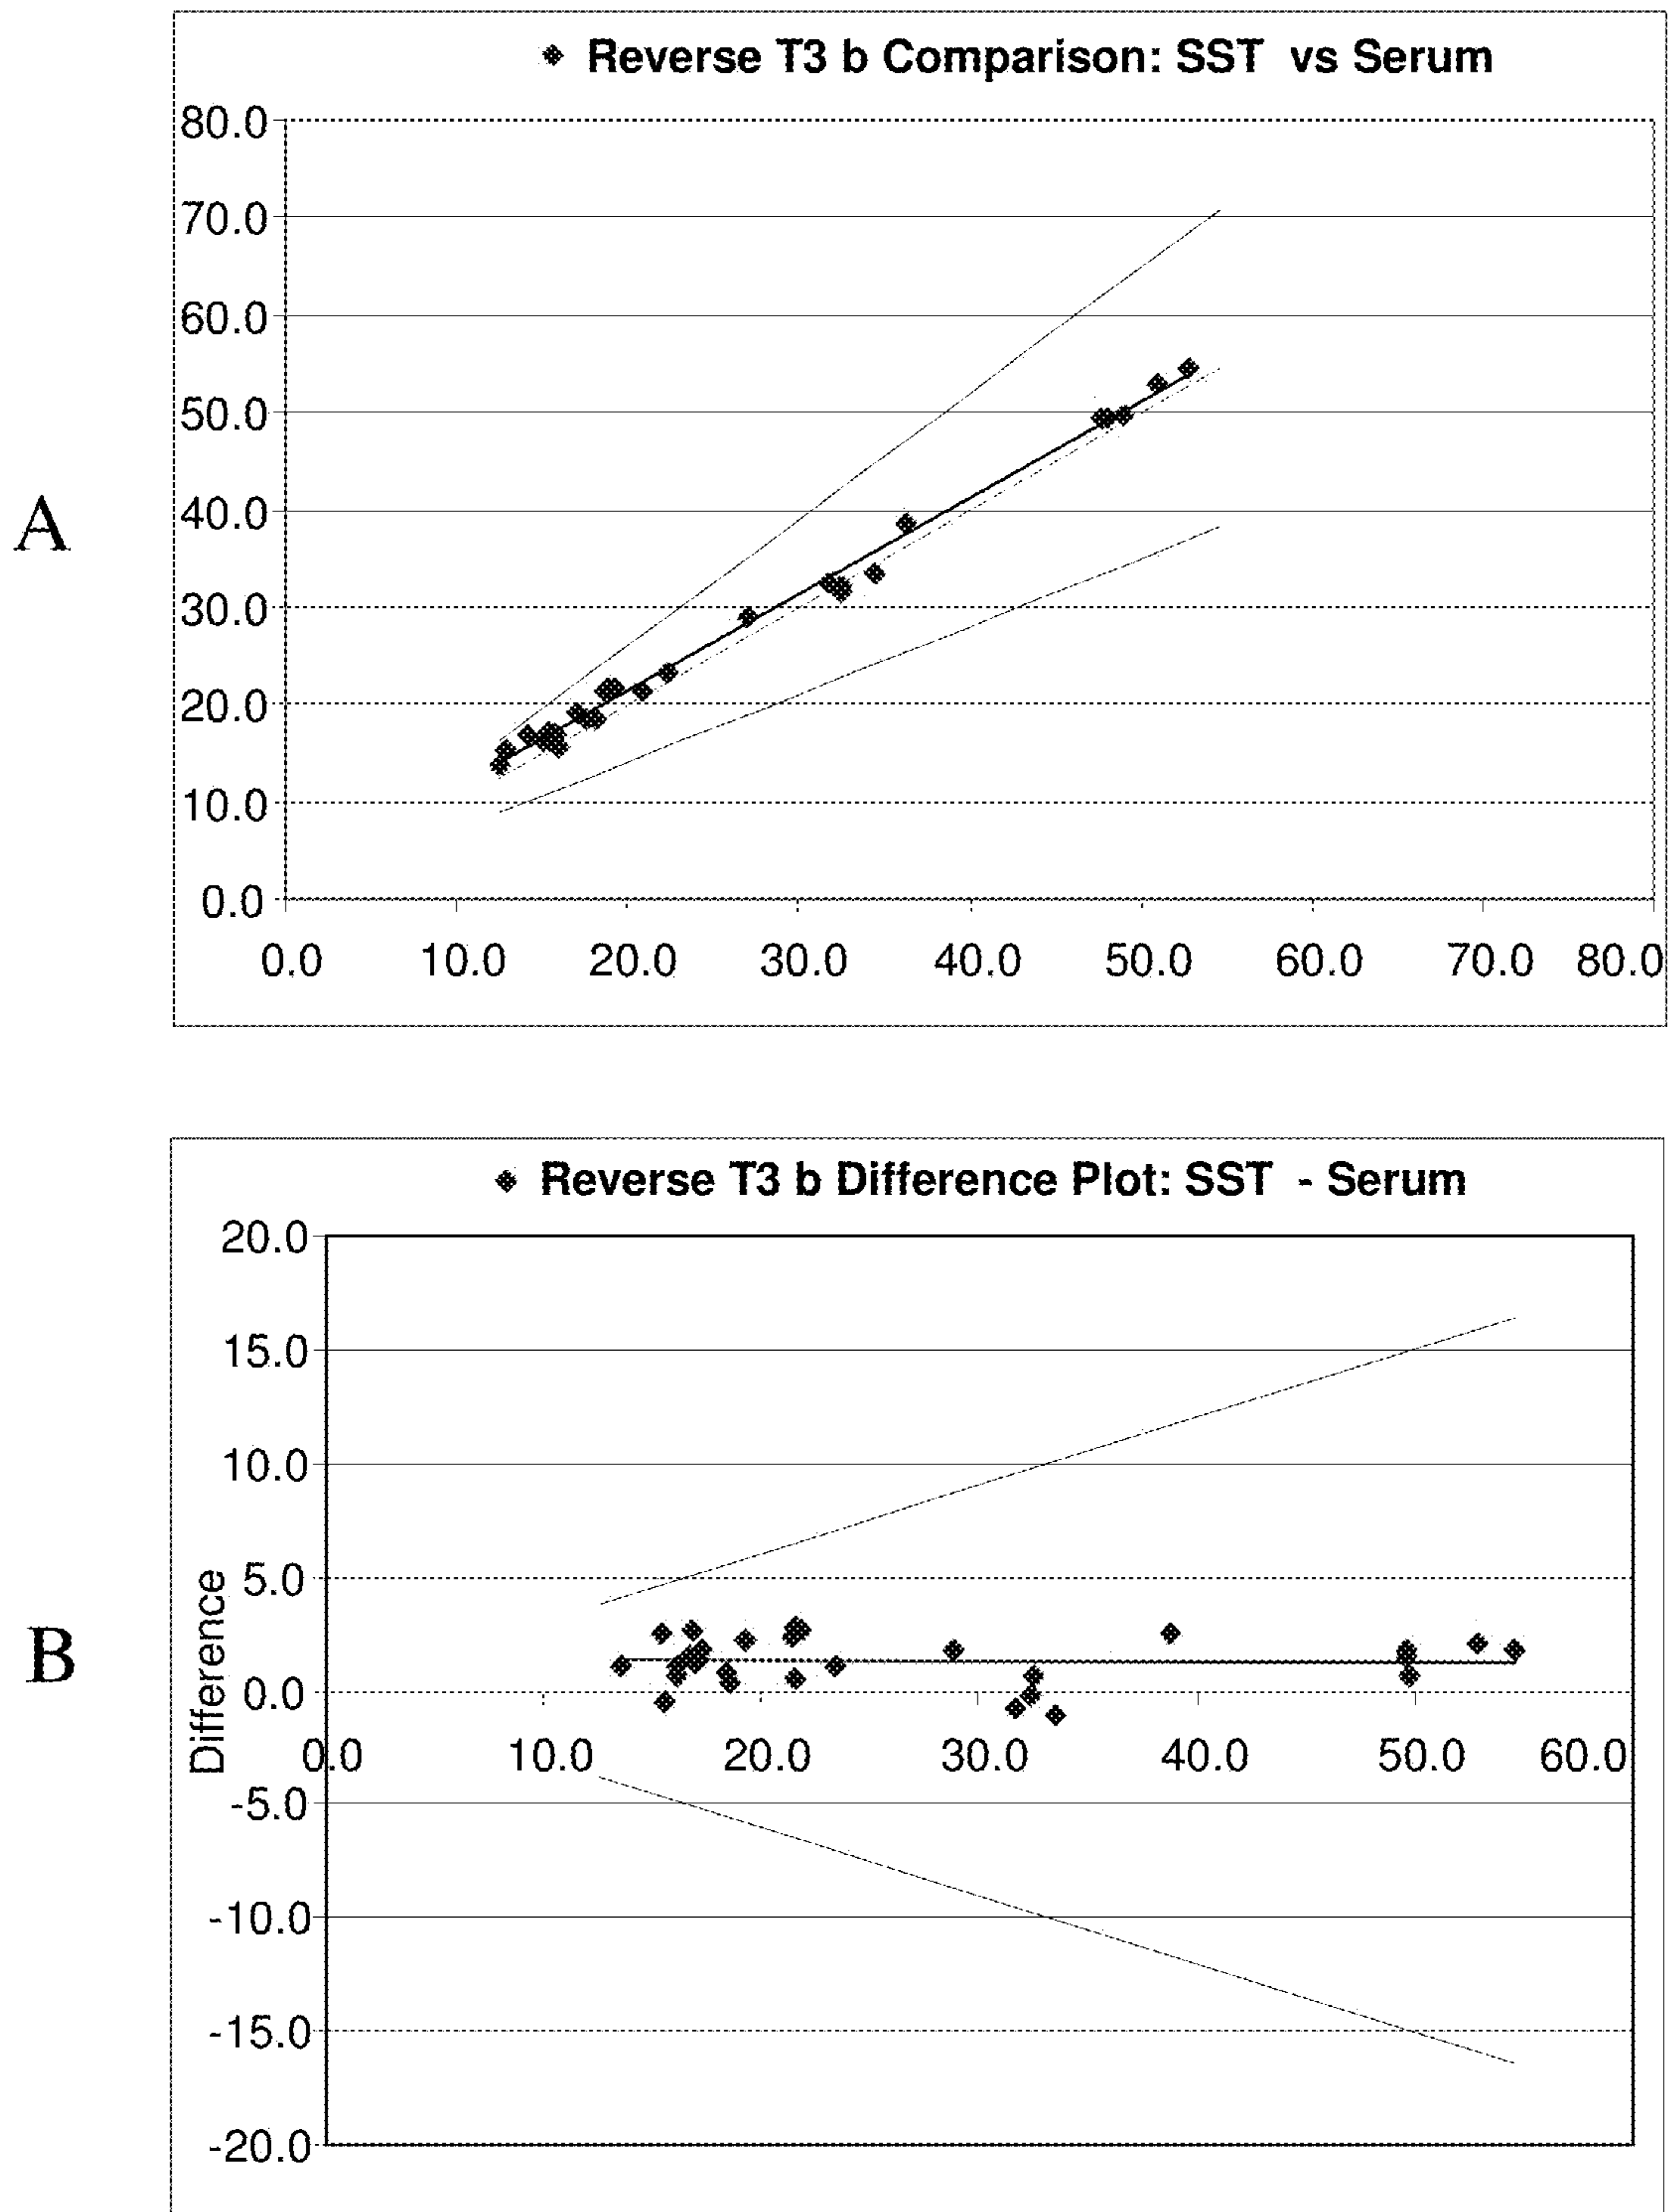 Reverse T3 b Comparison: SST vs Serum
80.0
70.0
60.0
50.0
40.0
30.0
20.0
10.0
0.0
0.0 10.0 20.0 30.0 40.0 50.0 60.0 70.0 80.0
A
Reverse T3 b Difference Plot: SST - Serum
20.0
15.0
10.0
5.0
0.0
-5.0
-10.0
-15.0
-20.0
Difference
0.0 10.0 20.0 30.0 40.0 50.0 60.0
B